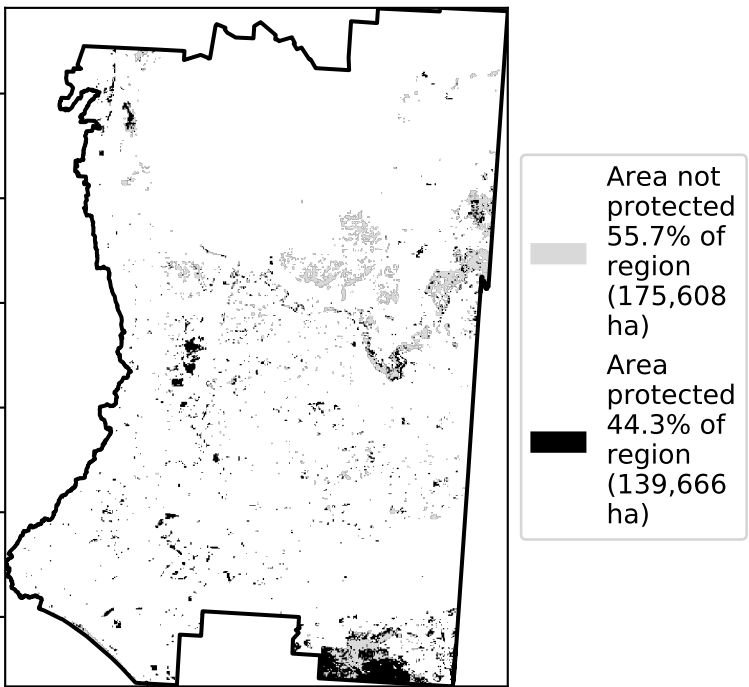 Area not
protected
55.7% of
region
(175,608
ha)
Area
protected
44.3% of
region
(139,666
ha)